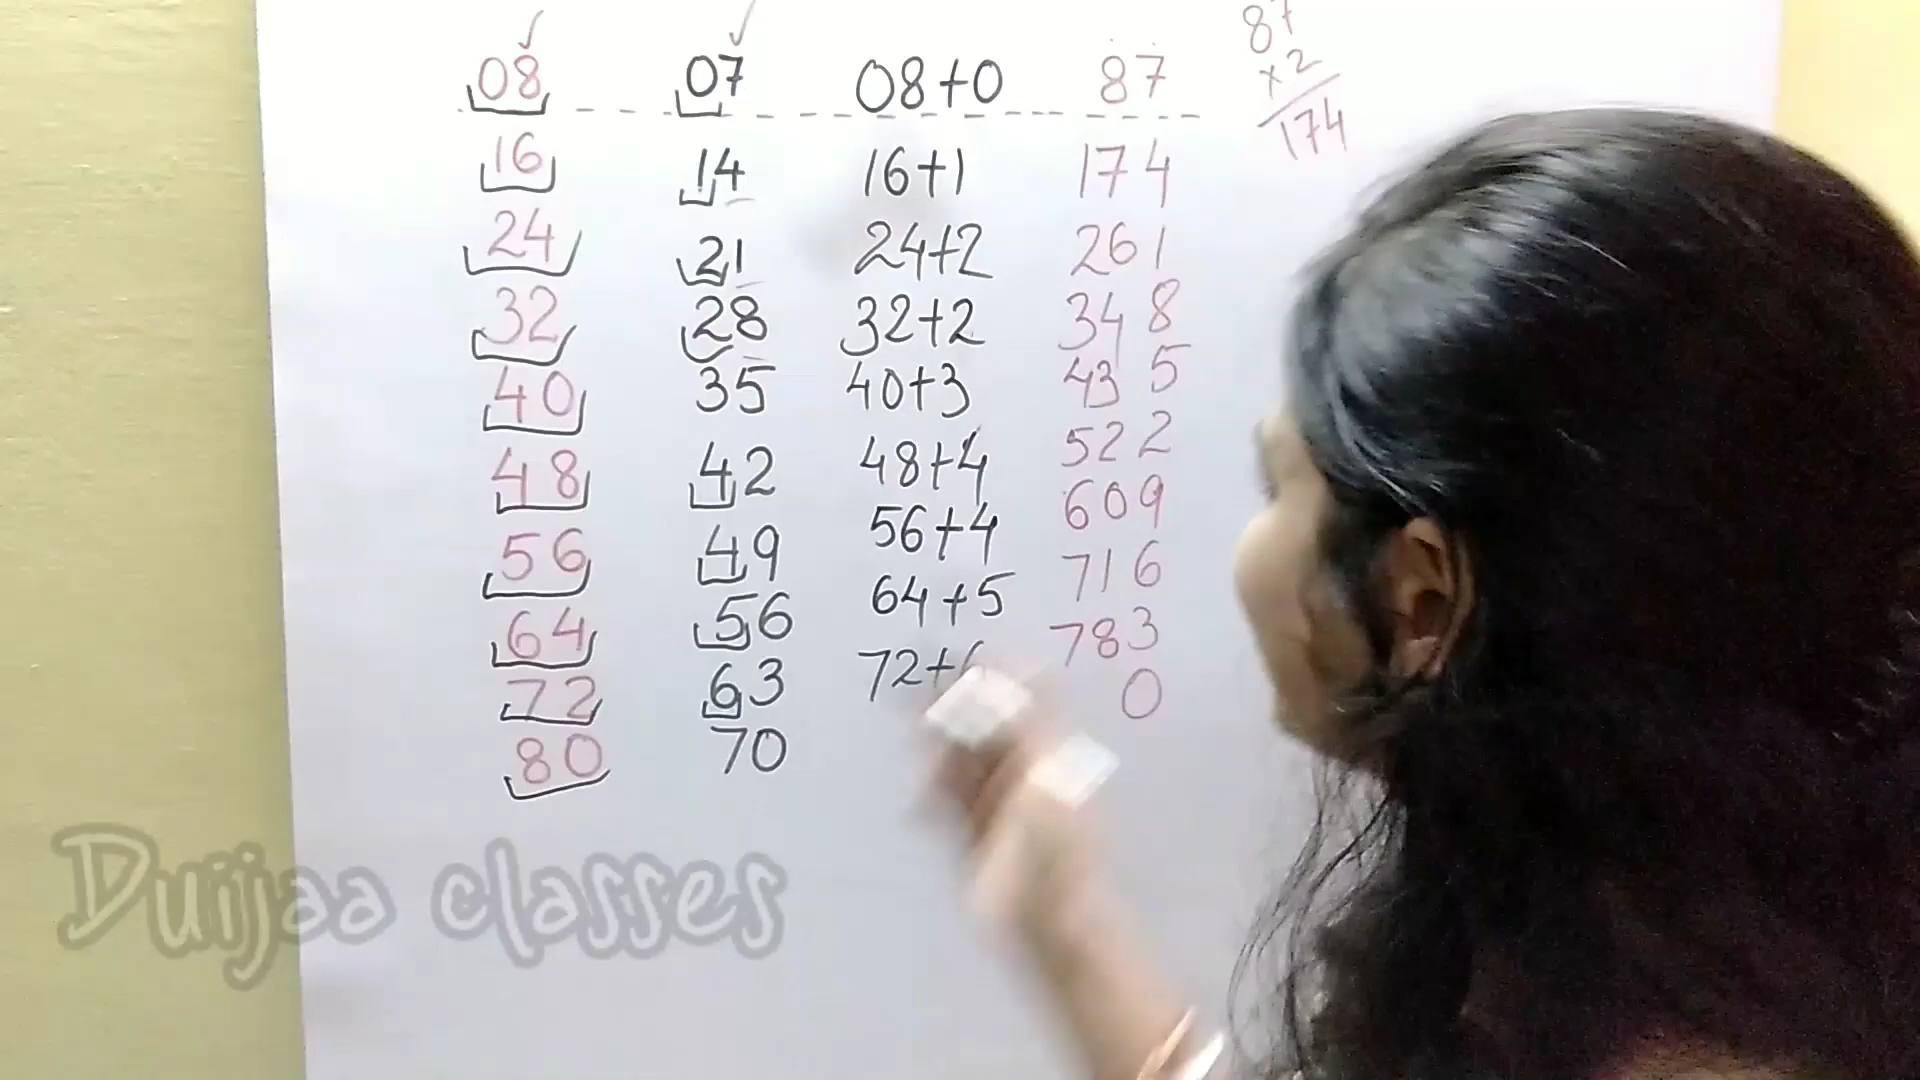 87
×2
174
08 07 08+0 87
16 14 16+1 174
24 21 24+2 261
32 28 32+2 348
40 35 40+3 435
48 42 48+4 522
56 49 56+4 609
64 56 64+5 716
72 63 72+ 783
80 70 0
Duijaa classes